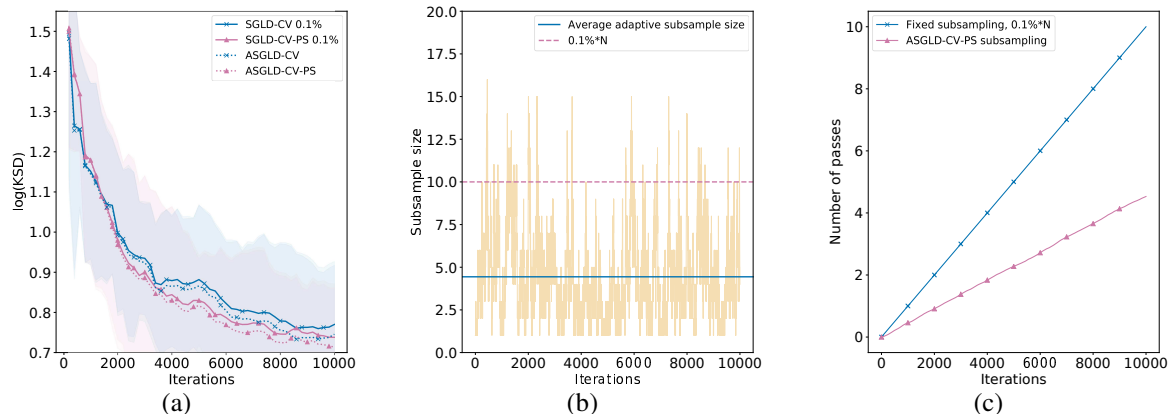 SGLD-CV 0.1%
SGLD-CV-PS 0.1%
ASGLD-CV
ASGLD-CV-PS
log(KSD)
1.5
1.4
1.3
1.2
1.1
1.0
0.9
0.8
0.7
0 2000 4000 6000 8000 10000
Iterations
(a)
Average adaptive subsample size
0.1%*N
Subsample size
20.0
17.5
15.0
12.5
10.0
7.5
5.0
2.5
0.0
0 2000 4000 6000 8000 10000
Iterations
(b)
Fixed subsampling, 0.1%*N
ASGLD-CV-PS subsampling
Number of passes
10
8
6
4
2
0
0 2000 4000 6000 8000 10000
Iterations
(c)